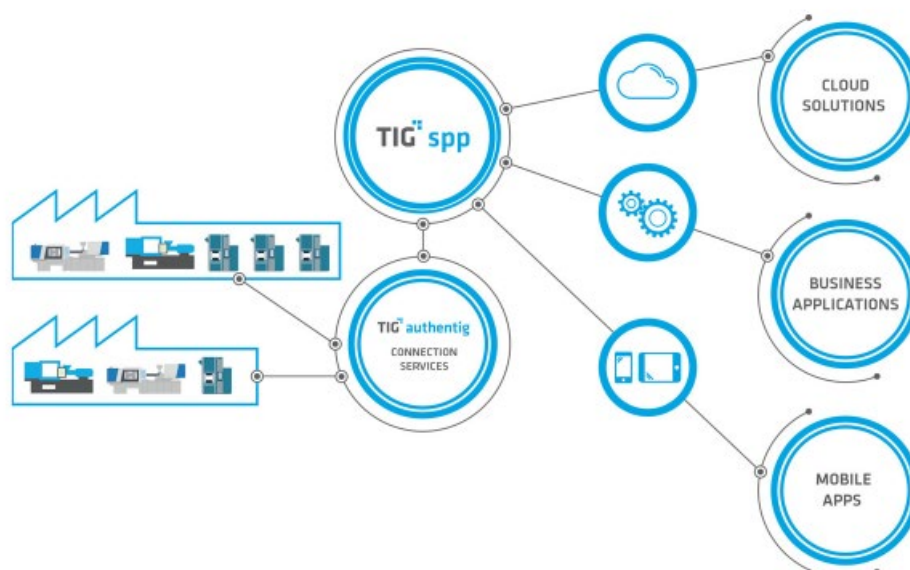 TIG spp
CLOUD
SOLUTIONS
BUSINESS
APPLICATIONS
TIG authentig
CONNECTION
SERVICES
MOBILE
APPS